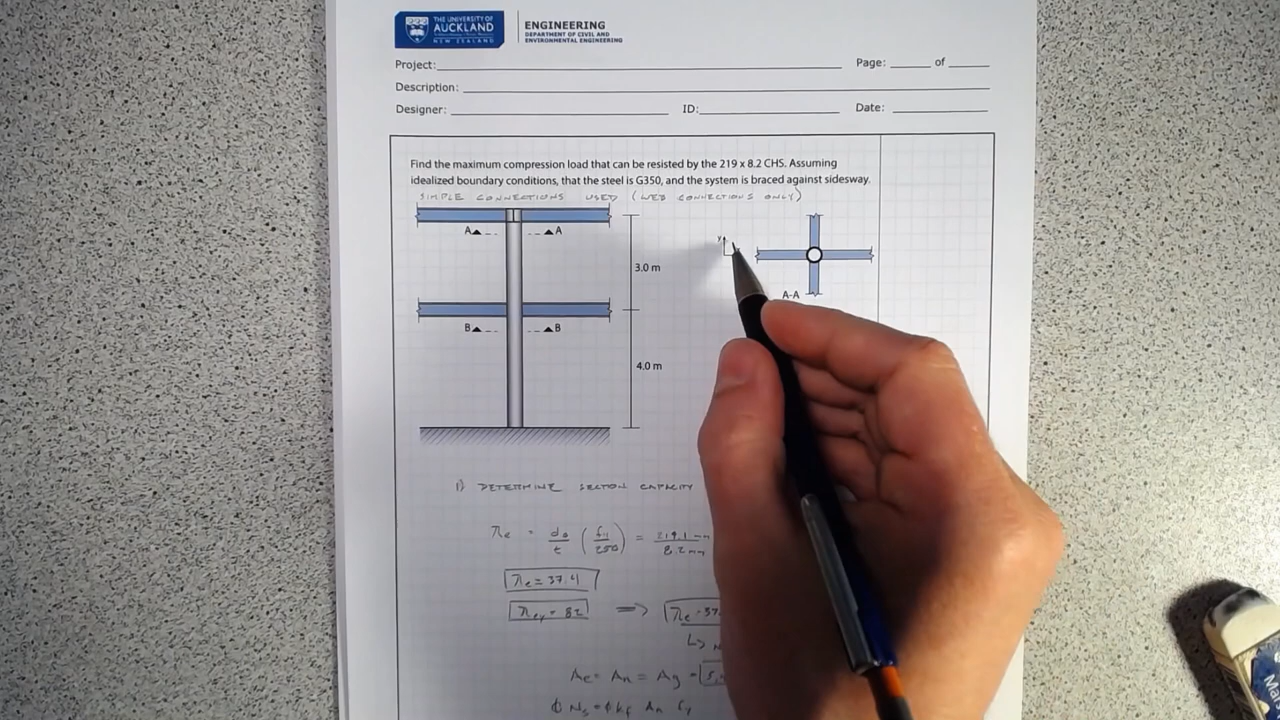 THE UNIVERSITY OF
AUCKLAND
NEW ZEALAND
ENGINEERING
DEPARTMENT OF CIVIL AND
ENVIRONMENTAL ENGINEERING
Project: Page: of
Description:
Designer: ID: Date:
Find the maximum compression load that can be resisted by the 219 x 8.2 CHS. Assuming
idealized boundary conditions, that the steel is G350, and the system is braced against sidesway.
SIMPLE CONNECTIONS USED (WEB CONNECTIONS ONLY)
A A
3.0 m
y
A-A
B B
4.0 m
1) DETERMINE SECTION CAPACITY
λe = do/t (fy/250) = 219.1 mm/8.2 mm
λe = 37.4
λey = 82 ⇒ λe = 37.
Ae = An = Ag =
ϕNs = ϕ kf An fy